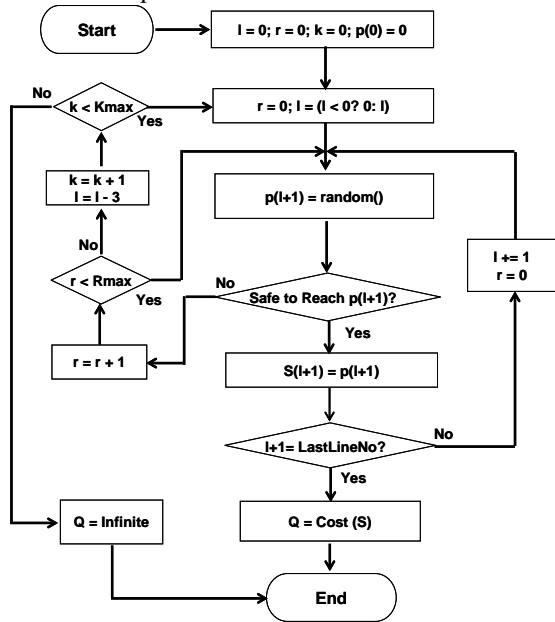 Start
I = 0; r = 0; k = 0; p(0) = 0
No
k < Kmax
Yes
r = 0; I = (I < 0? 0: I)
k = k + 1
I = I - 3
p(I+1) = random()
No
I += 1
r = 0
r < Rmax
Yes
No
Safe to Reach p(I+1)?
Yes
r = r + 1
S(I+1) = p(I+1)
I+1= LastLineNo?
No
Yes
Q = Infinite
Q = Cost (S)
End